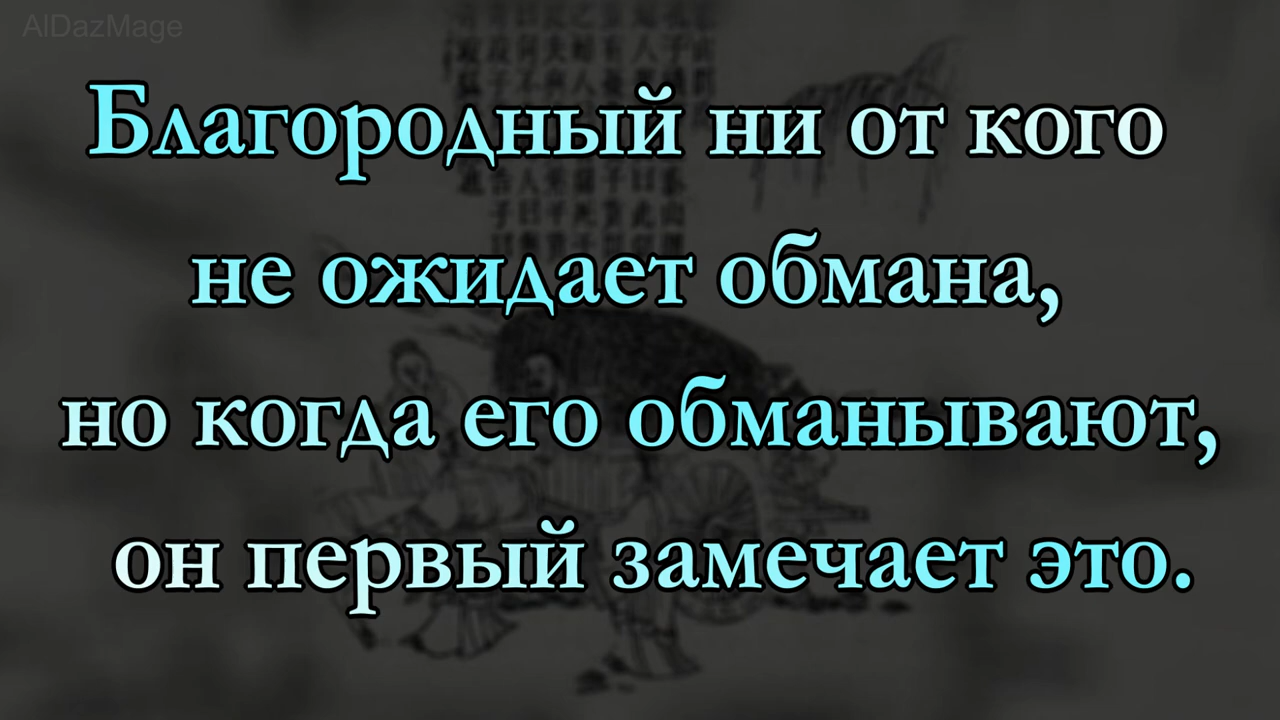 AlDazMage
Благородный ни от кого
не ожидает обмана,
но когда его обманывают,
он первый замечает это.